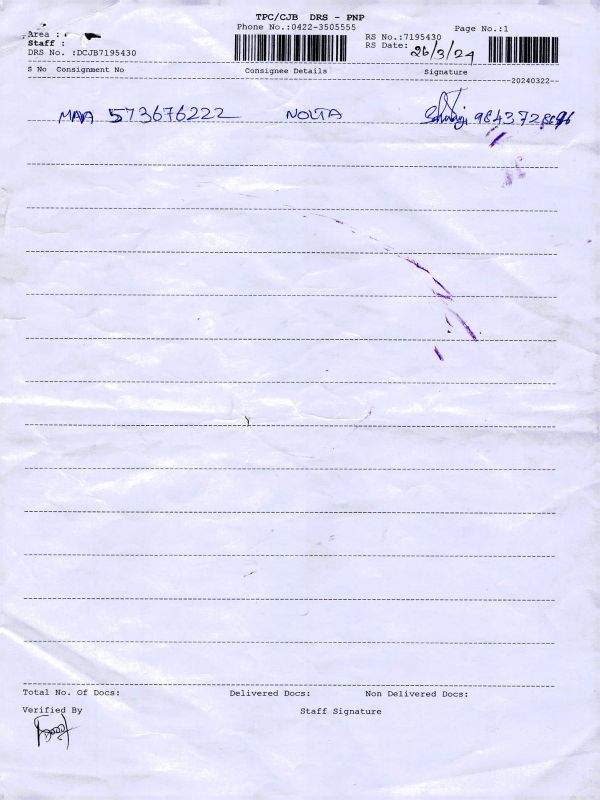 TPC/CJB DRS - PNP
Phone No.:0422-3505555
Page No.:1
Area :
Staff :
DRS No. :DCJB7195430
RS No.:7195430
RS Date: 26/3/24
S No Consignment No Consignee Details Signature
--20240322--
MAA 573676222 NOLTA
Total No. Of Docs: Delivered Docs: Non Delivered Docs:
Verified By Staff Signature